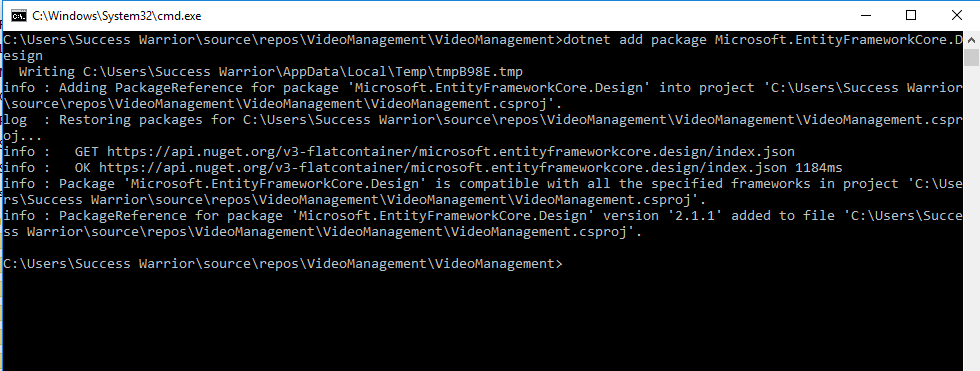 C:\Windows\System32\cmd.exe
C:\Users\Success Warrior\source\repos\VideoManagement\VideoManagement>dotnet add package Microsoft.EntityFrameworkCore.D
esign
  Writing C:\Users\Success Warrior\AppData\Local\Temp\tmpB98E.tmp
info : Adding PackageReference for package 'Microsoft.EntityFrameworkCore.Design' into project 'C:\Users\Success Warrior
\source\repos\VideoManagement\VideoManagement\VideoManagement.csproj'.
log  : Restoring packages for C:\Users\Success Warrior\source\repos\VideoManagement\VideoManagement\VideoManagement.cspr
oj...
info :   GET https://api.nuget.org/v3-flatcontainer/microsoft.entityframeworkcore.design/index.json
info :   OK https://api.nuget.org/v3-flatcontainer/microsoft.entityframeworkcore.design/index.json 1184ms
info : Package 'Microsoft.EntityFrameworkCore.Design' is compatible with all the specified frameworks in project 'C:\Use
rs\Success Warrior\source\repos\VideoManagement\VideoManagement\VideoManagement.csproj'.
info : PackageReference for package 'Microsoft.EntityFrameworkCore.Design' version '2.1.1' added to file 'C:\Users\Succe
ss Warrior\source\repos\VideoManagement\VideoManagement\VideoManagement.csproj'.
C:\Users\Success Warrior\source\repos\VideoManagement\VideoManagement>